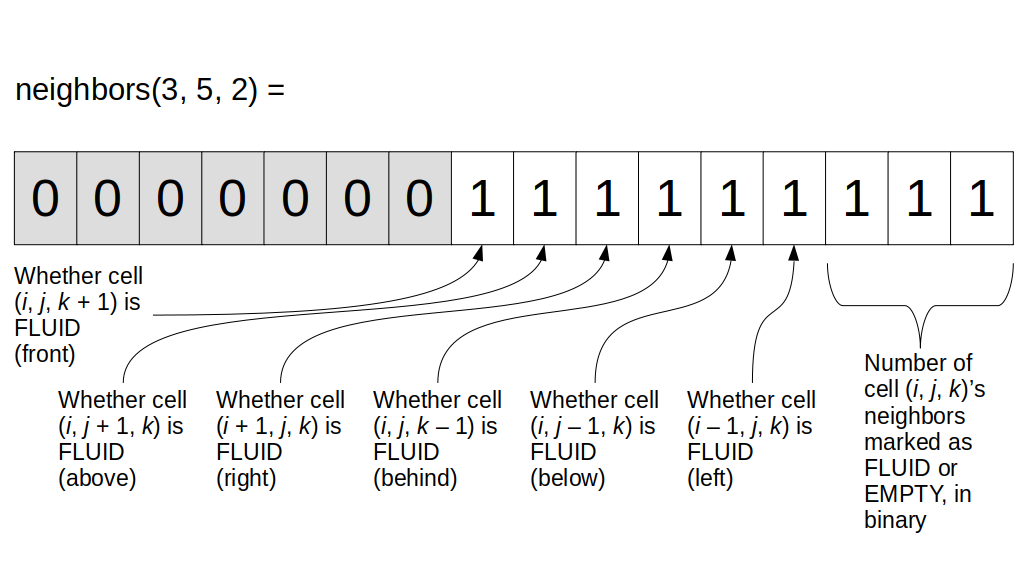 neighbors(3, 5, 2) =
0 0 0 0 0 0 0 1 1 1 1 1 1 1 1 1
Whether cell
(i, j, k + 1) is
FLUID
(front)
Whether cell
(i, j + 1, k) is
FLUID
(above)
Whether cell
(i + 1, j, k) is
FLUID
(right)
Whether cell
(i, j, k – 1) is
FLUID
(behind)
Whether cell
(i, j – 1, k) is
FLUID
(below)
Whether cell
(i – 1, j, k) is
FLUID
(left)
Number of
cell (i, j, k)’s
neighbors
marked as
FLUID or
EMPTY, in
binary